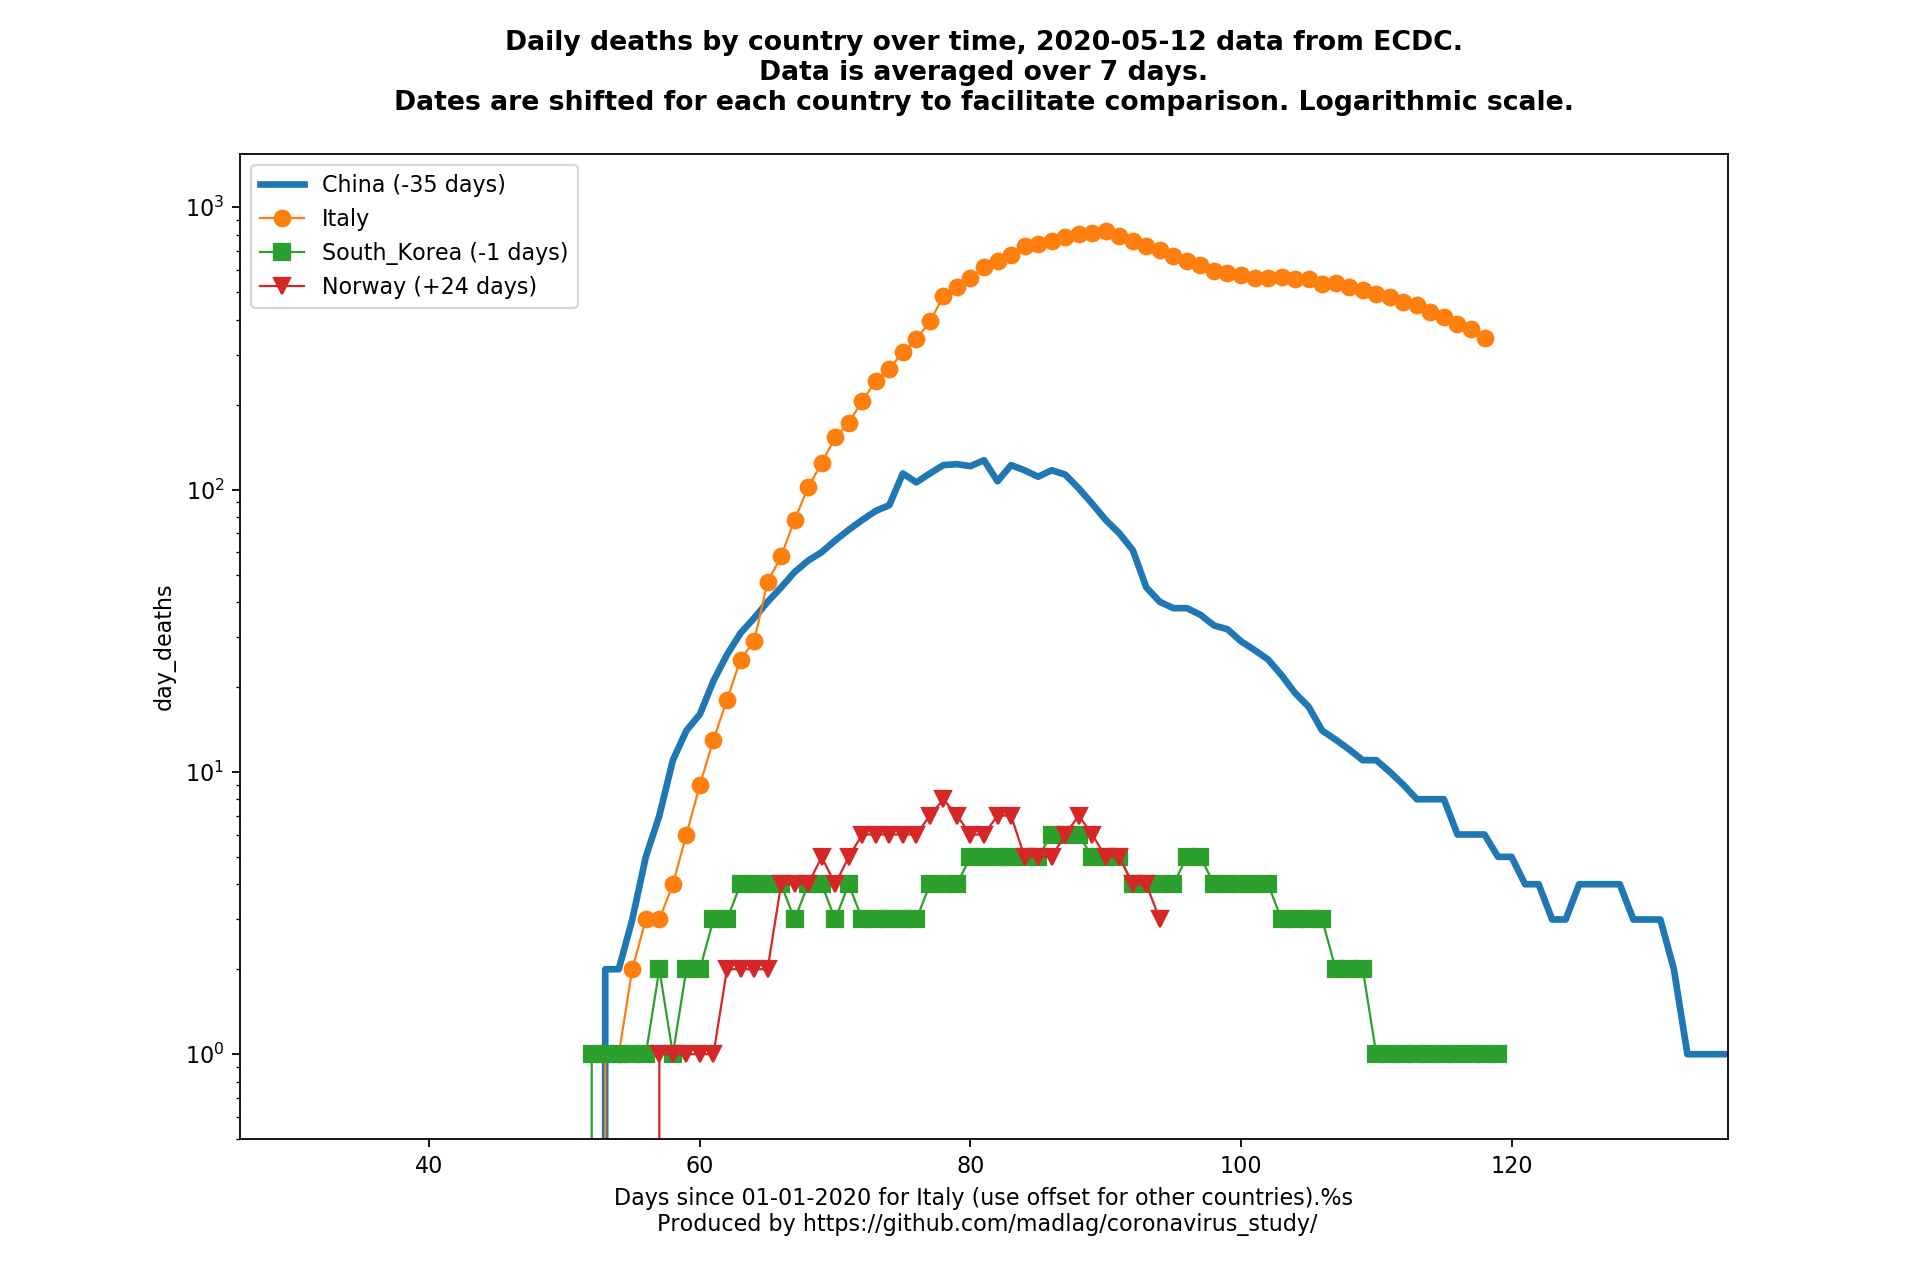 Daily deaths by country over time, 2020-05-12 data from ECDC.
Data is averaged over 7 days.
Dates are shifted for each country to facilitate comparison. Logarithmic scale.
China (-35 days)
Italy
South_Korea (-1 days)
Norway (+24 days)
10³
10²
10¹
10⁰
day_deaths
40 60 80 100 120
Days since 01-01-2020 for Italy (use offset for other countries).%s
Produced by https://github.com/madlag/coronavirus_study/